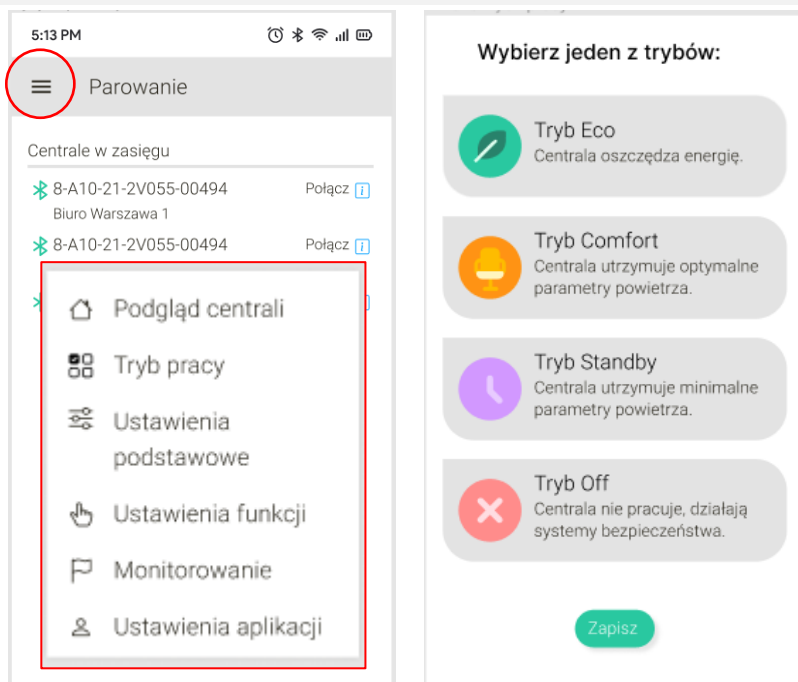 5:13 PM
Parowanie
Centrale w zasięgu
8-A10-21-2V055-00494 Połącz i
Biuro Warszawa 1
8-A10-21-2V055-00494 Połącz i
Podgląd centrali
Tryb pracy
Ustawienia
podstawowe
Ustawienia funkcji
Monitorowanie
Ustawienia aplikacji
Wybierz jeden z trybów:
Tryb Eco
Centrala oszczędza energię.
Tryb Comfort
Centrala utrzymuje optymalne
parametry powietrza.
Tryb Standby
Centrala utrzymuje minimalne
parametry powietrza.
Tryb Off
Centrala nie pracuje, działają
systemy bezpieczeństwa.
Zapisz